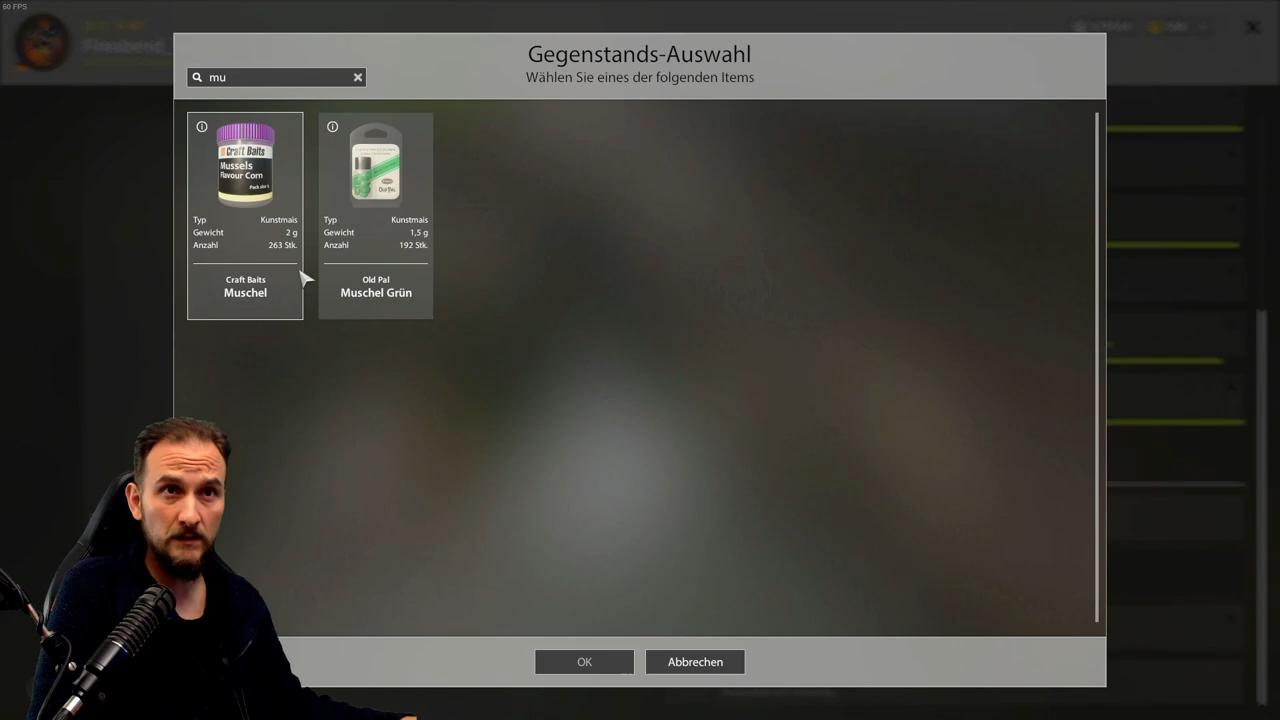 60 FPS
Gegenstands-Auswahl
Wählen Sie eines der folgenden Items
mu
Craft Baits
Mussels
Flavour Corn
Typ Kunstmais
Gewicht 2 g
Anzahl 263 Stk.
Craft Baits
Muschel
OLD PAL
Typ Kunstmais
Gewicht 1,5 g
Anzahl 192 Stk.
Old Pal
Muschel Grün
OK
Abbrechen